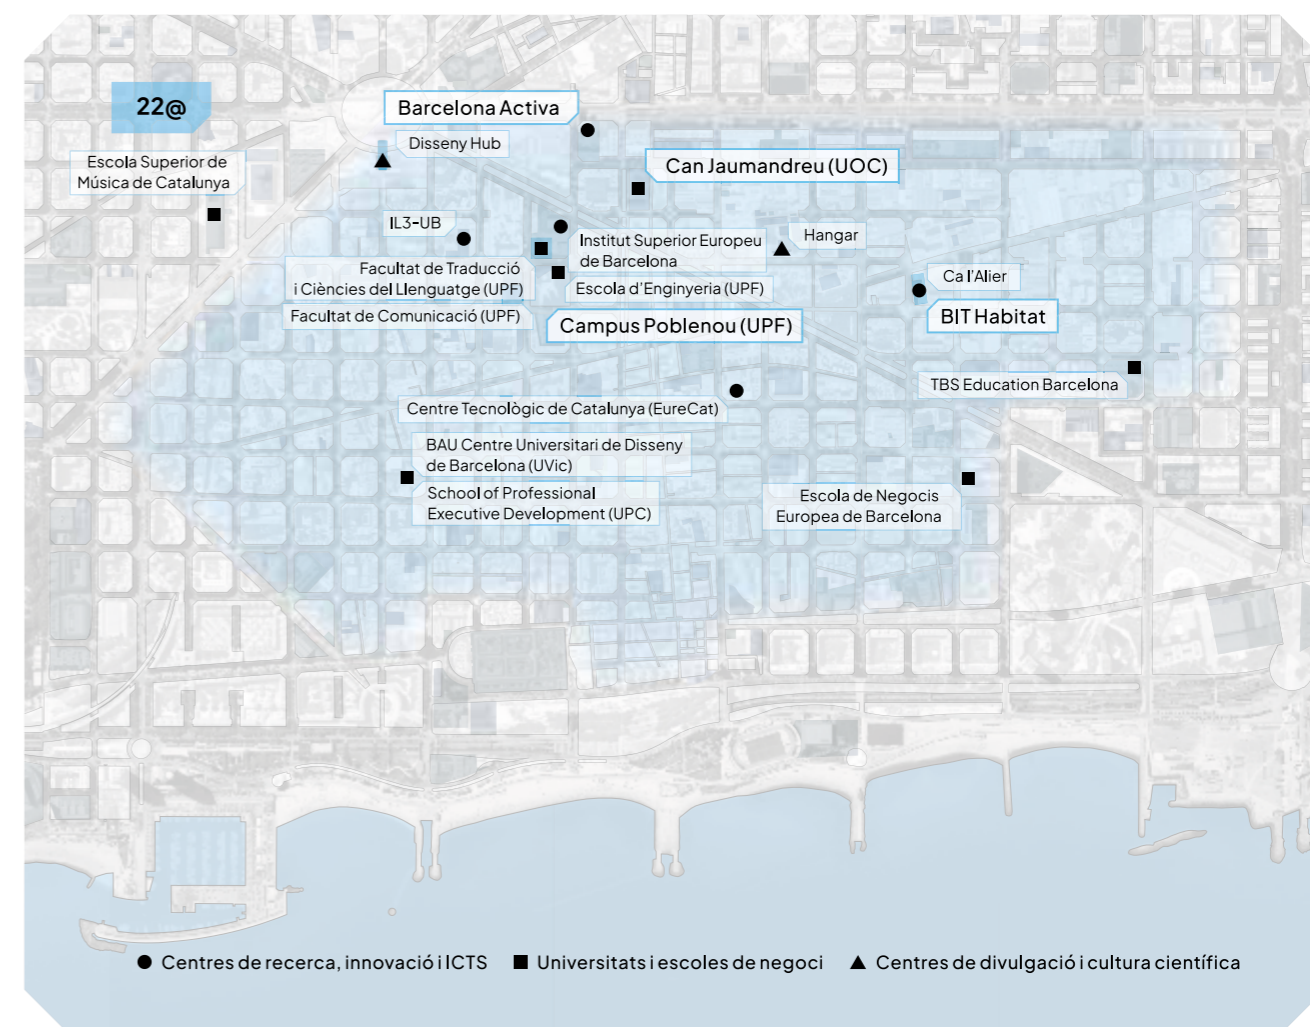 22@
Barcelona Activa
Disseny Hub
Escola Superior de
Música de Catalunya
Can Jaumandreu (UOC)
IL3-UB
Institut Superior Europeu
de Barcelona
Hangar
Facultat de Traducció
i Ciències del Llenguatge (UPF)
Escola d’Enginyeria (UPF)
Ca l’Alier
Facultat de Comunicació (UPF)
Campus Poblenou (UPF)
BIT Habitat
TBS Education Barcelona
Centre Tecnològic de Catalunya (EureCat)
BAU Centre Universitari de Disseny
de Barcelona (UVic)
School of Professional
Executive Development (UPC)
Escola de Negocis
Europea de Barcelona
Centres de recerca, innovació i ICTS
Universitats i escoles de negoci
Centres de divulgació i cultura científica